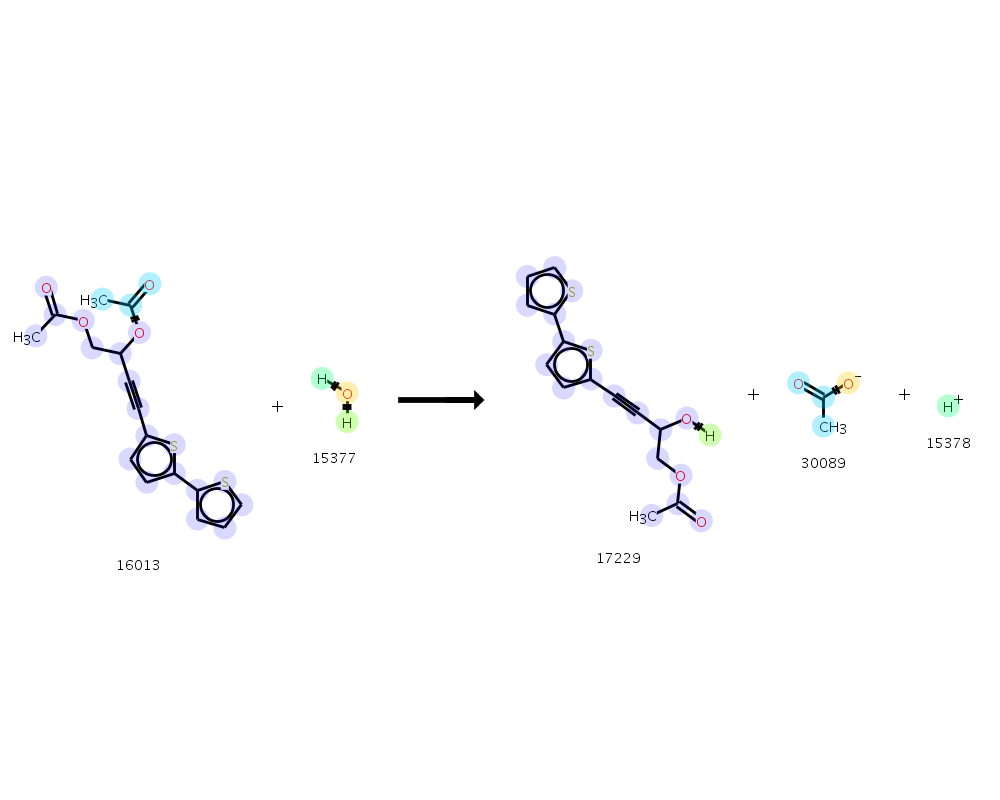 O
O
H₃C
O
O
H₃C
S
S
16013
+
H
O
H
15377
S
S
O
H
O
H₃C
O
17229
+
O
O⁻
CH₃
30089
+
H⁺
15378